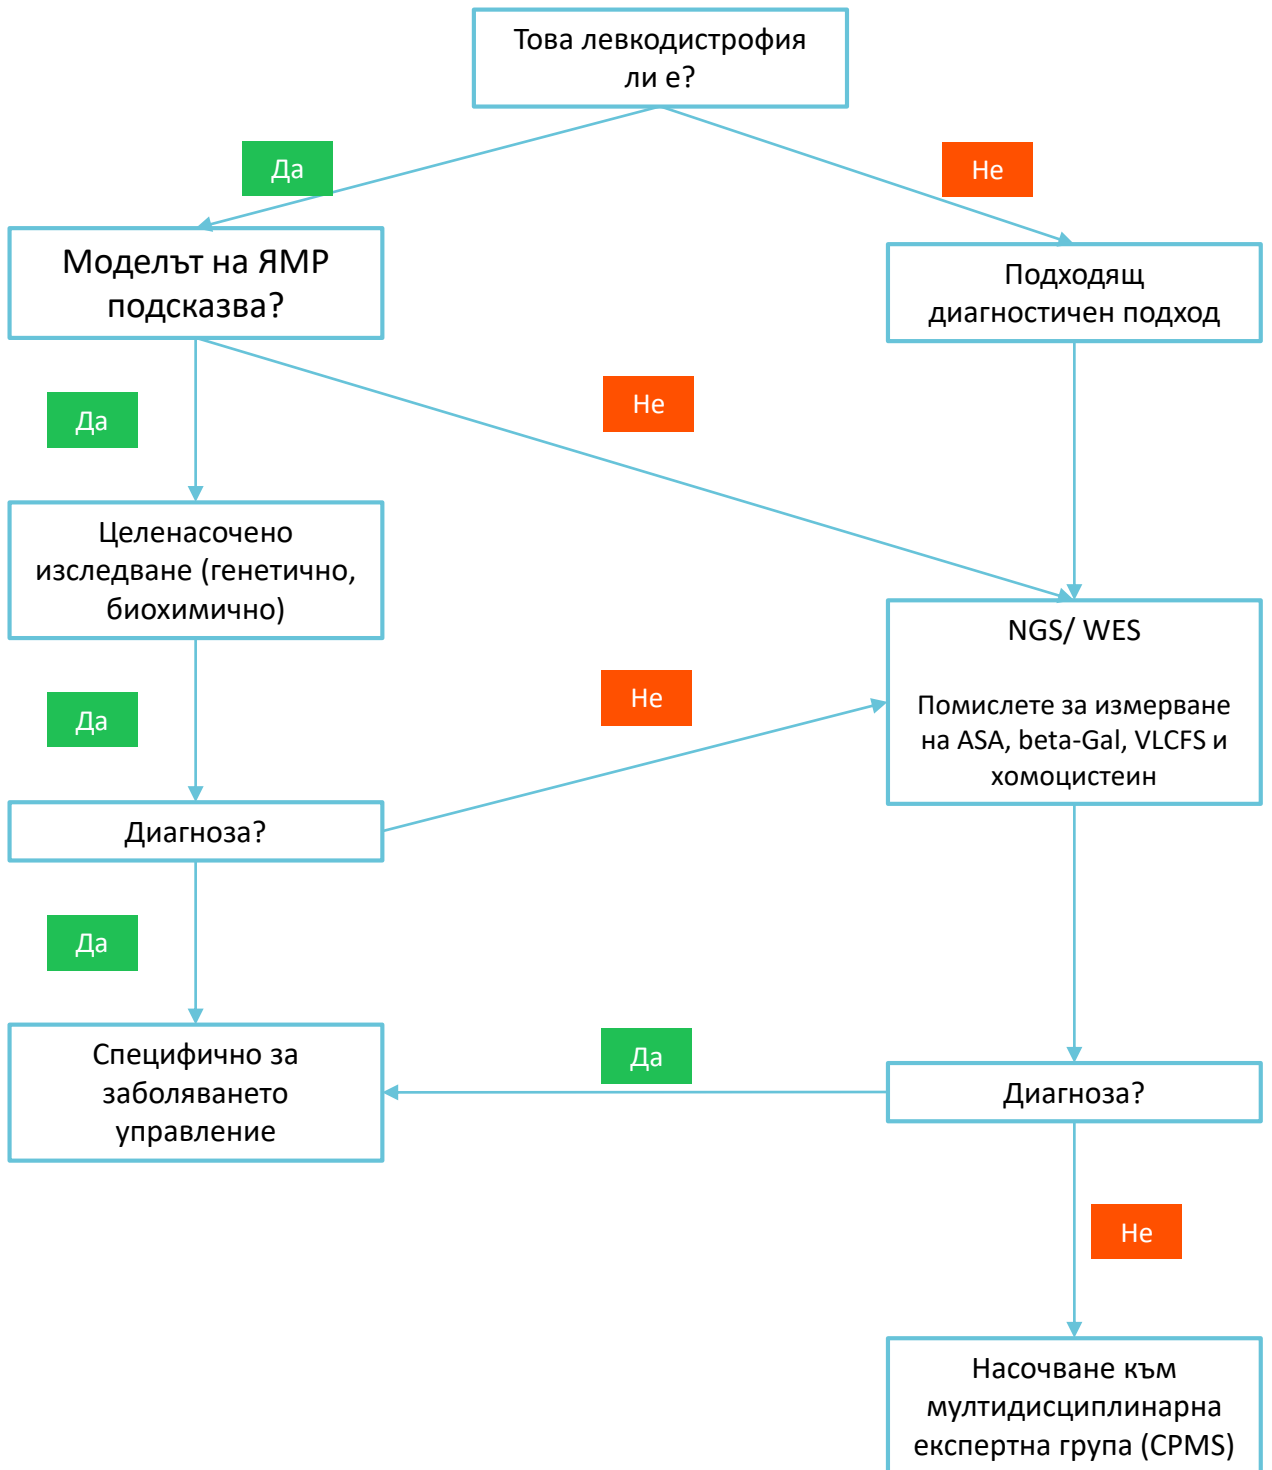 Това левкодистрофия
ли е?
Да
Не
Моделът на ЯМР
подсказва?
Подходящ
диагностичен подход
Да
Не
Целенасочено
изследване (генетично,
биохимично)
NGS/ WES
Помислете за измерване
на ASA, beta-Gal, VLCFS и
хомоцистеин
Да
Не
Диагноза?
Да
Специфично за
заболяването
управление
Да
Диагноза?
Не
Насочване към
мултидисциплинарна
експертна група (CPMS)